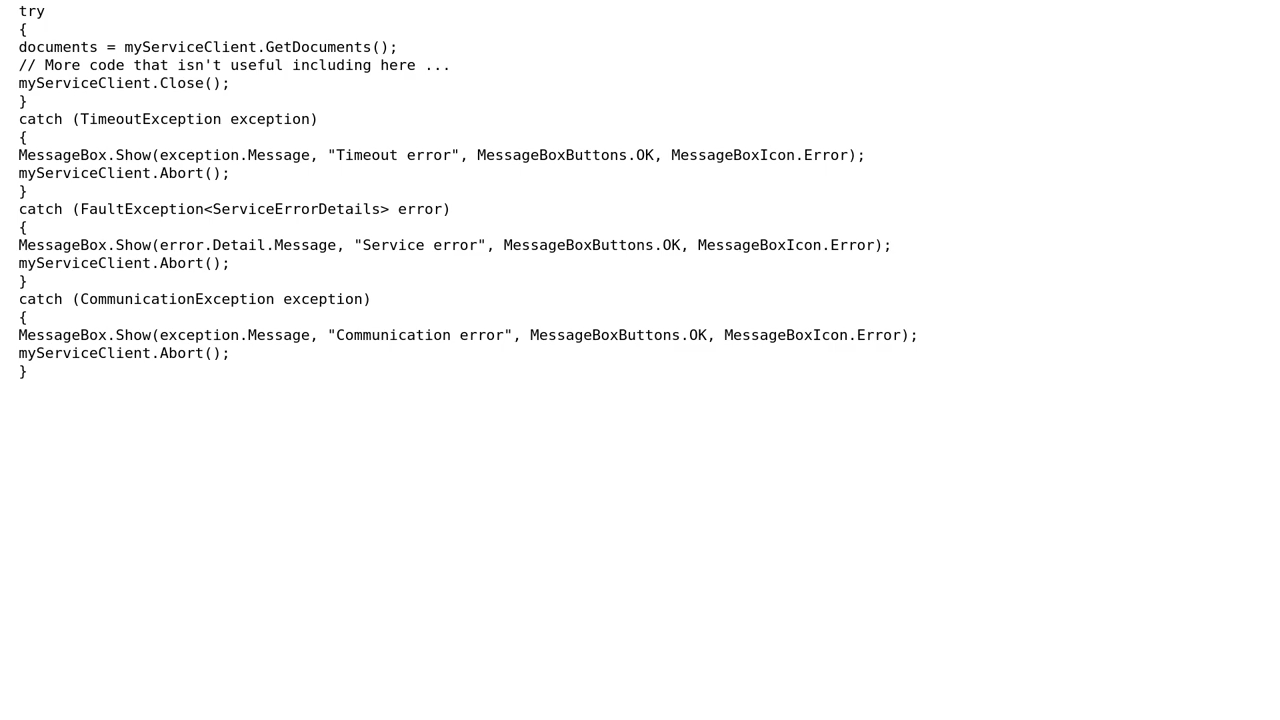 try
{
documents = myServiceClient.GetDocuments();
// More code that isn't useful including here ...
myServiceClient.Close();
}
catch (TimeoutException exception)
{
MessageBox.Show(exception.Message, "Timeout error", MessageBoxButtons.OK, MessageBoxIcon.Error);
myServiceClient.Abort();
}
catch (FaultException<ServiceErrorDetails> error)
{
MessageBox.Show(error.Detail.Message, "Service error", MessageBoxButtons.OK, MessageBoxIcon.Error);
myServiceClient.Abort();
}
catch (CommunicationException exception)
{
MessageBox.Show(exception.Message, "Communication error", MessageBoxButtons.OK, MessageBoxIcon.Error);
myServiceClient.Abort();
}